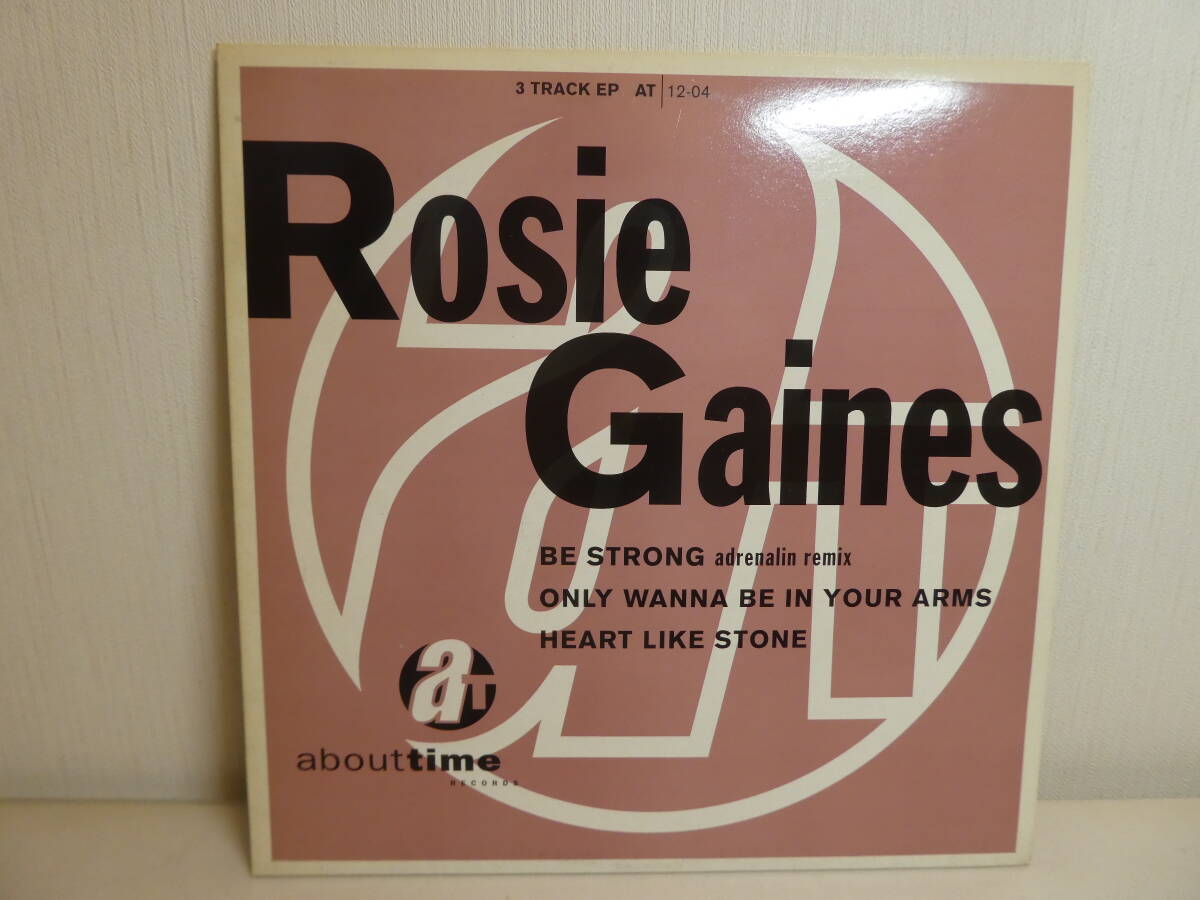 3 TRACK EP AT 12-04
Rosie
Gaines
BE STRONG adrenalin remix
ONLY WANNA BE IN YOUR ARMS
HEART LIKE STONE
aT
abouttime
RECORDS